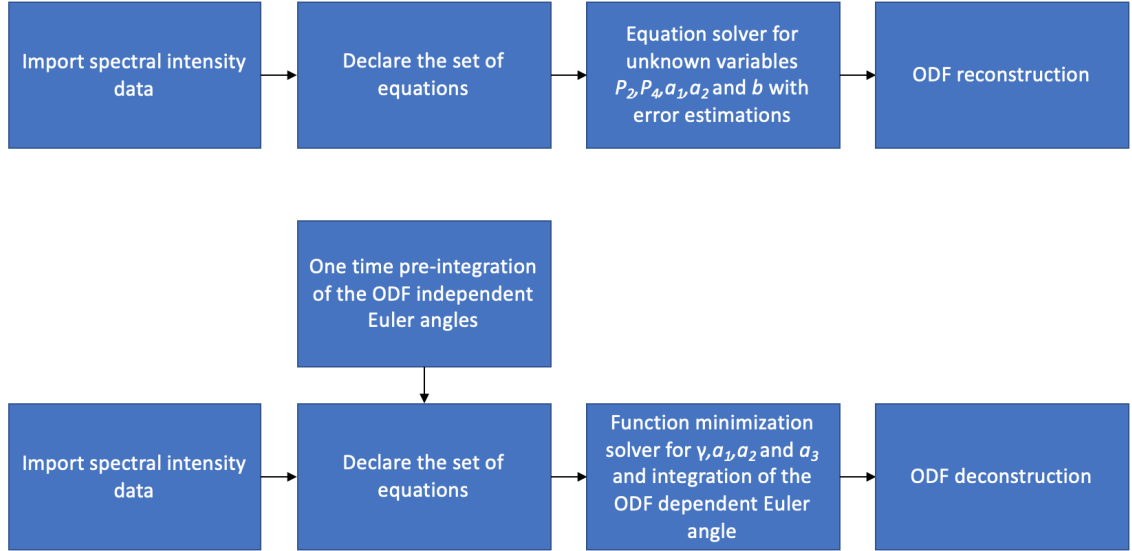 Import spectral intensity
data
Declare the set of
equations
Equation solver for
unknown variables
P₂,P₄,a₁,a₂ and b with
error estimations
ODF reconstruction
One time pre-integration
of the ODF independent
Euler angles
Import spectral intensity
data
Declare the set of
equations
Function minimization
solver for γ,a₁,a₂ and a₃
and integration of the
ODF dependent Euler
angle
ODF deconstruction